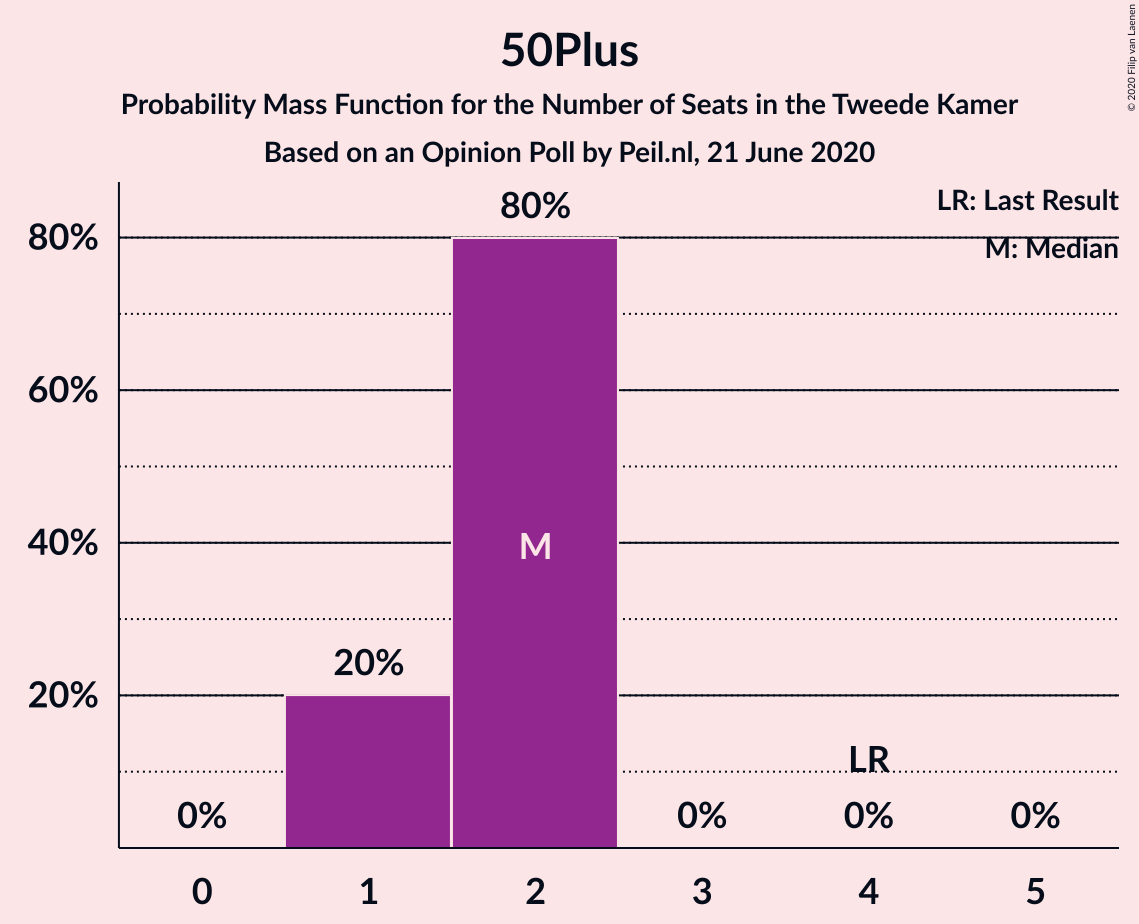 50Plus
Probability Mass Function for the Number of Seats in the Tweede Kamer
Based on an Opinion Poll by Peil.nl, 21 June 2020
© 2020 Filip van Laenen
LR: Last Result
M: Median
80%
80%
60%
40%
M
20%
20%
LR
0%
0%
0%
0%
0 1 2 3 4 5